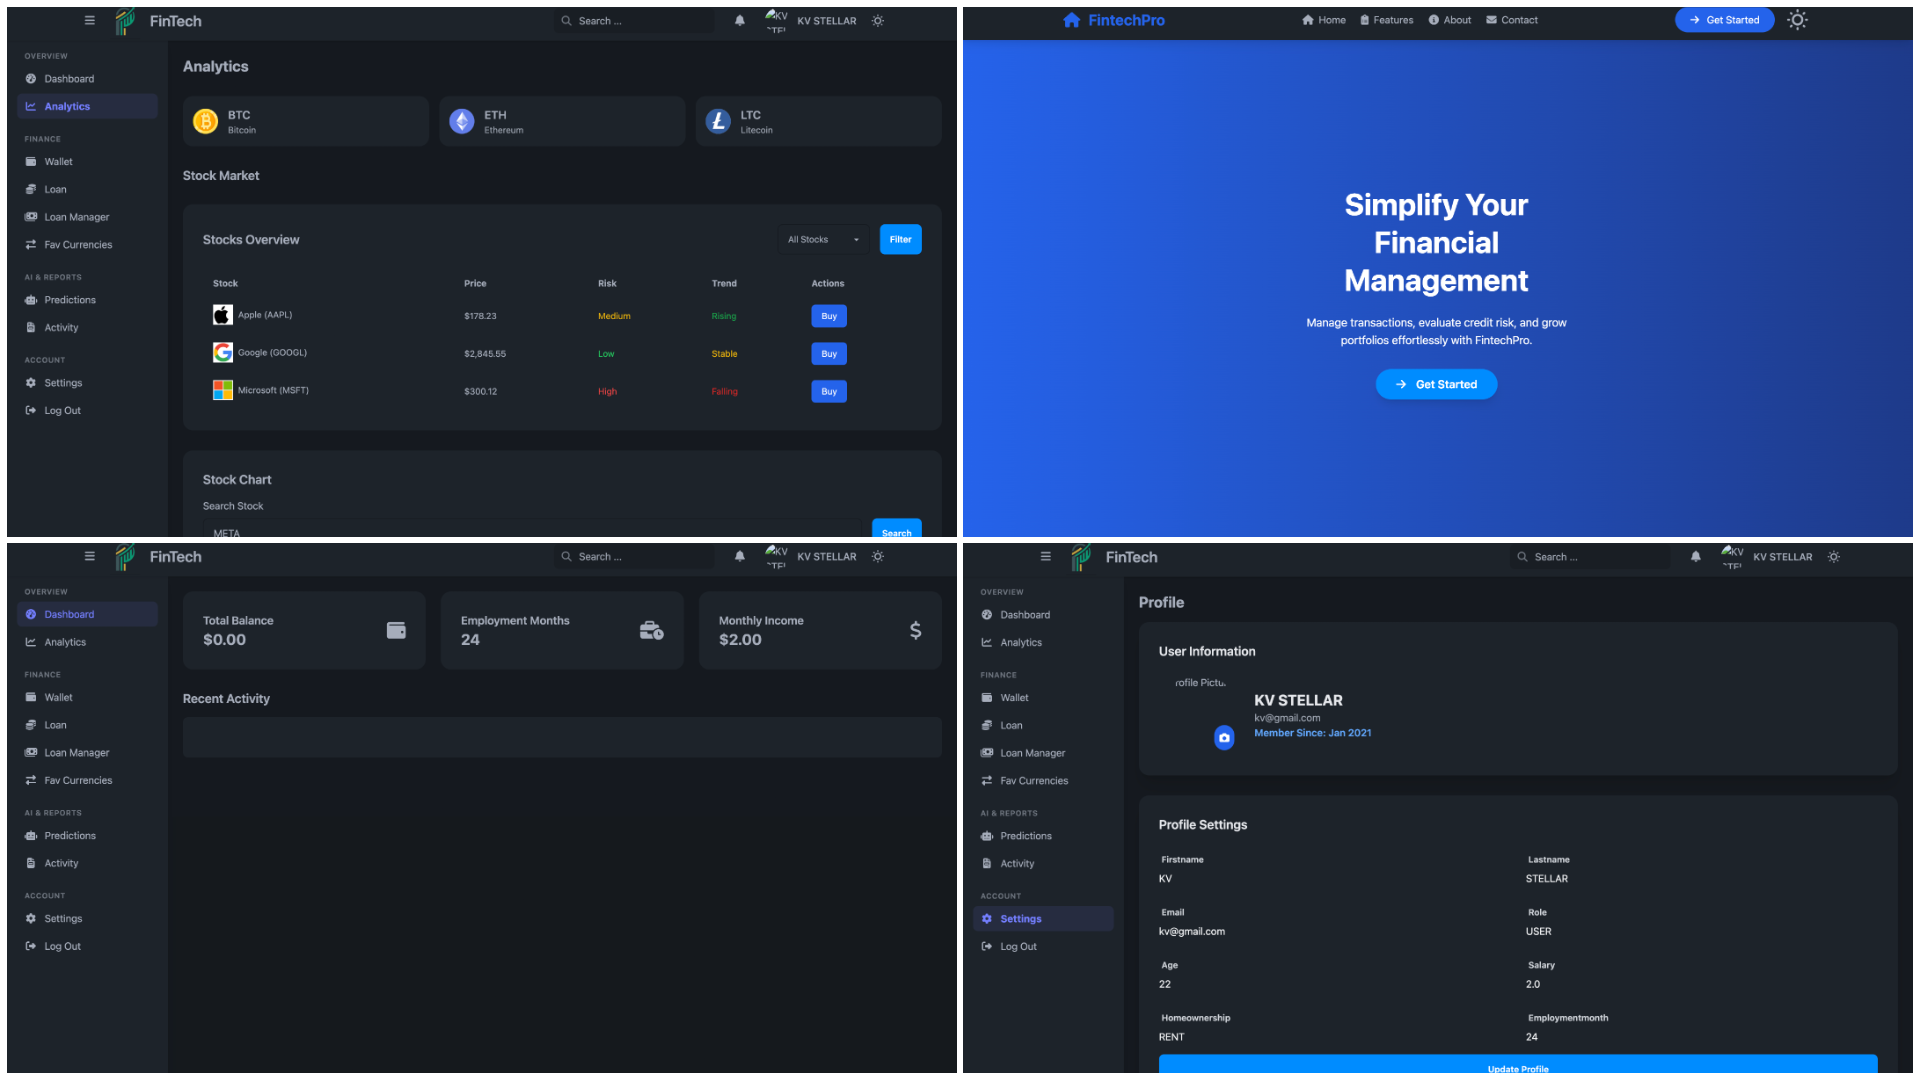 FinTech
Search ...
KV STELLAR
OVERVIEW
Dashboard
Analytics
FINANCE
Wallet
Loan
Loan Manager
Fav Currencies
AI & REPORTS
Predictions
Activity
ACCOUNT
Settings
Log Out
Analytics
BTC
Bitcoin
ETH
Ethereum
LTC
Litecoin
Stock Market
Stocks Overview
All Stocks
Filter
Stock Price Risk Trend Actions
Apple (AAPL) $178.23 Medium Rising Buy
Google (GOOGL) $2,845.55 Low Stable Buy
Microsoft (MSFT) $300.12 High Falling Buy
Stock Chart
Search Stock
META
Search
FintechPro
Home Features About Contact
Get Started
Simplify Your
Financial
Management
Manage transactions, evaluate credit risk, and grow
portfolios effortlessly with FintechPro.
Get Started
FinTech
Search ...
KV STELLAR
OVERVIEW
Dashboard
Analytics
FINANCE
Wallet
Loan
Loan Manager
Fav Currencies
AI & REPORTS
Predictions
Activity
ACCOUNT
Settings
Log Out
Total Balance
$0.00
Employment Months
24
Monthly Income
$2.00
Recent Activity
FinTech
Search ...
KV STELLAR
OVERVIEW
Dashboard
Analytics
FINANCE
Wallet
Loan
Loan Manager
Fav Currencies
AI & REPORTS
Predictions
Activity
ACCOUNT
Settings
Log Out
Profile
User Information
rofile Pictu
KV STELLAR
kv@gmail.com
Member Since: Jan 2021
Profile Settings
Firstname Lastname
KV STELLAR
Email Role
kv@gmail.com USER
Age Salary
22 2.0
Homeownership Employmentmonth
RENT 24
Update Profile